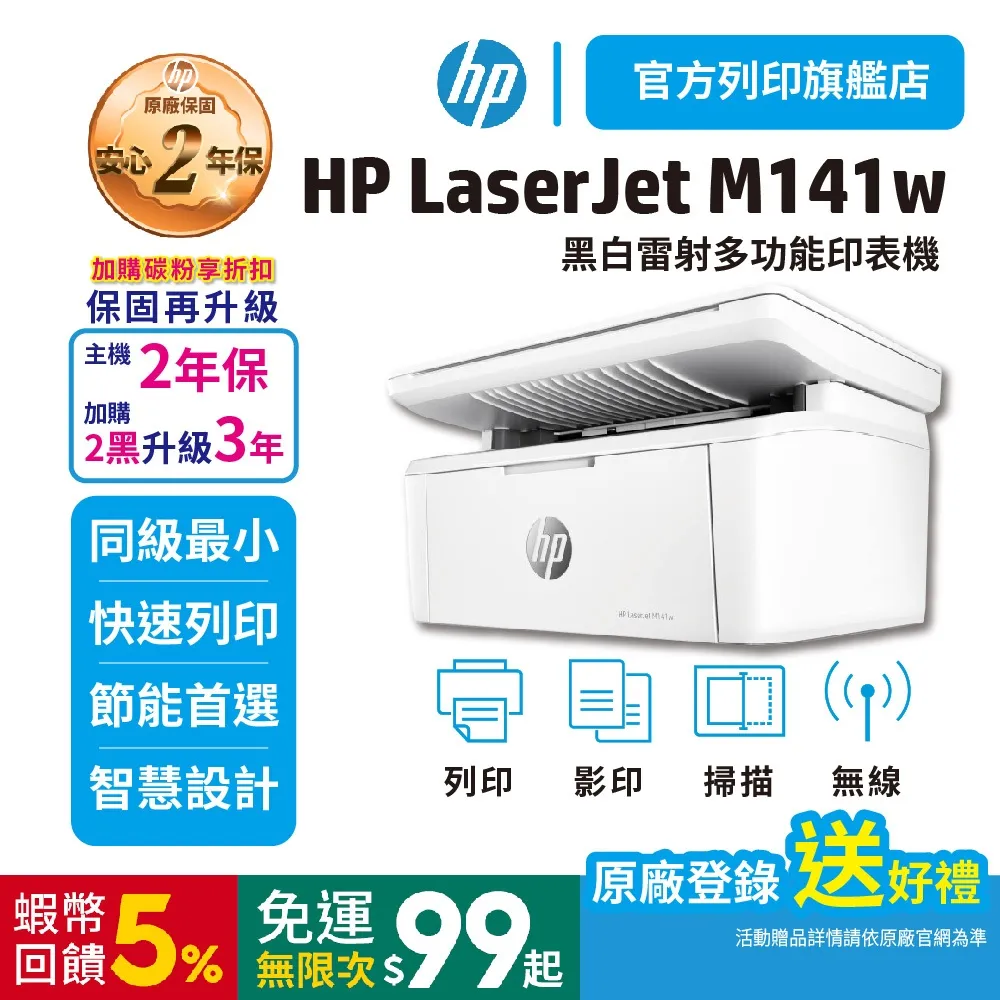 hp
原廠保固
安心2年保
hp
官方列印旗艦店
HP LaserJet M141w
黑白雷射多功能印表機
加購碳粉享折扣
保固再升級
主機 2年保
加購
2黑升級3年
同級最小
快速列印
節能首選
智慧設計
hp
HP LaserJet M141w
列印
影印
掃描
無線
原廠登錄送好禮
活動贈品詳情請依原廠官網為準
蝦幣
回饋5%
免運
無限次$99起